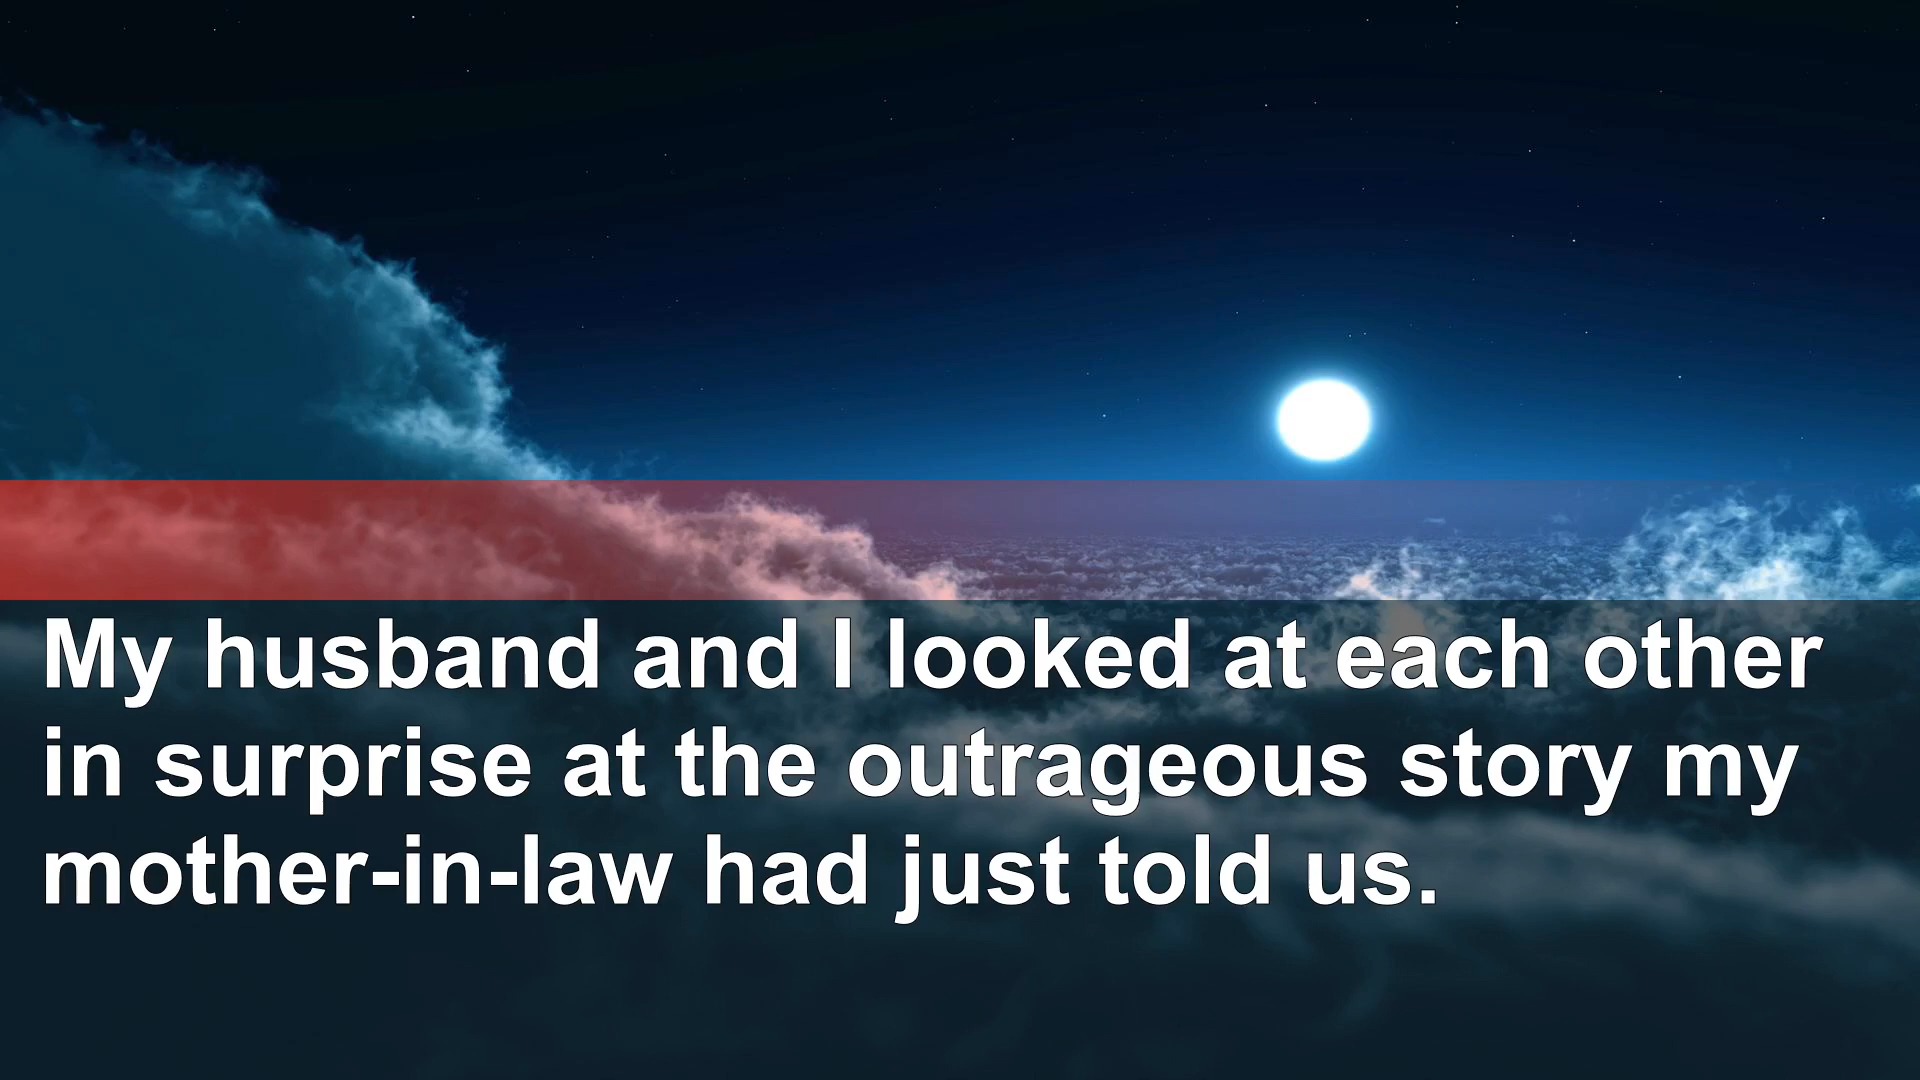 My husband and I looked at each other
in surprise at the outrageous story my
mother-in-law had just told us.